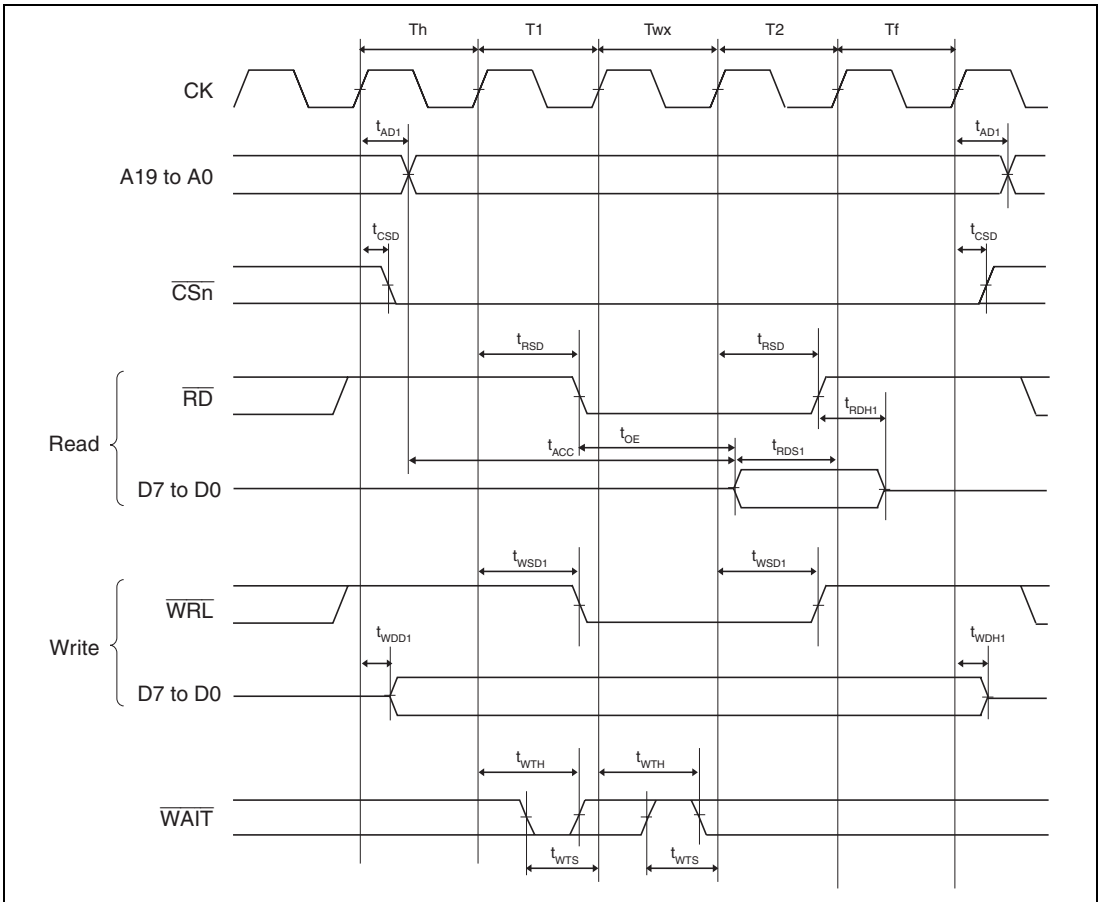 Th T1 Twx T2 Tf
CK
tAD1 tAD1
A19 to A0
tCSD tCSD
CSn
tRSD tRSD
RD
tRDH1
Read
tOE
tACC tRDS1
D7 to D0
tWSD1 tWSD1
WRL
Write
tWDD1 tWDH1
D7 to D0
tWTH tWTH
WAIT
tWTS tWTS